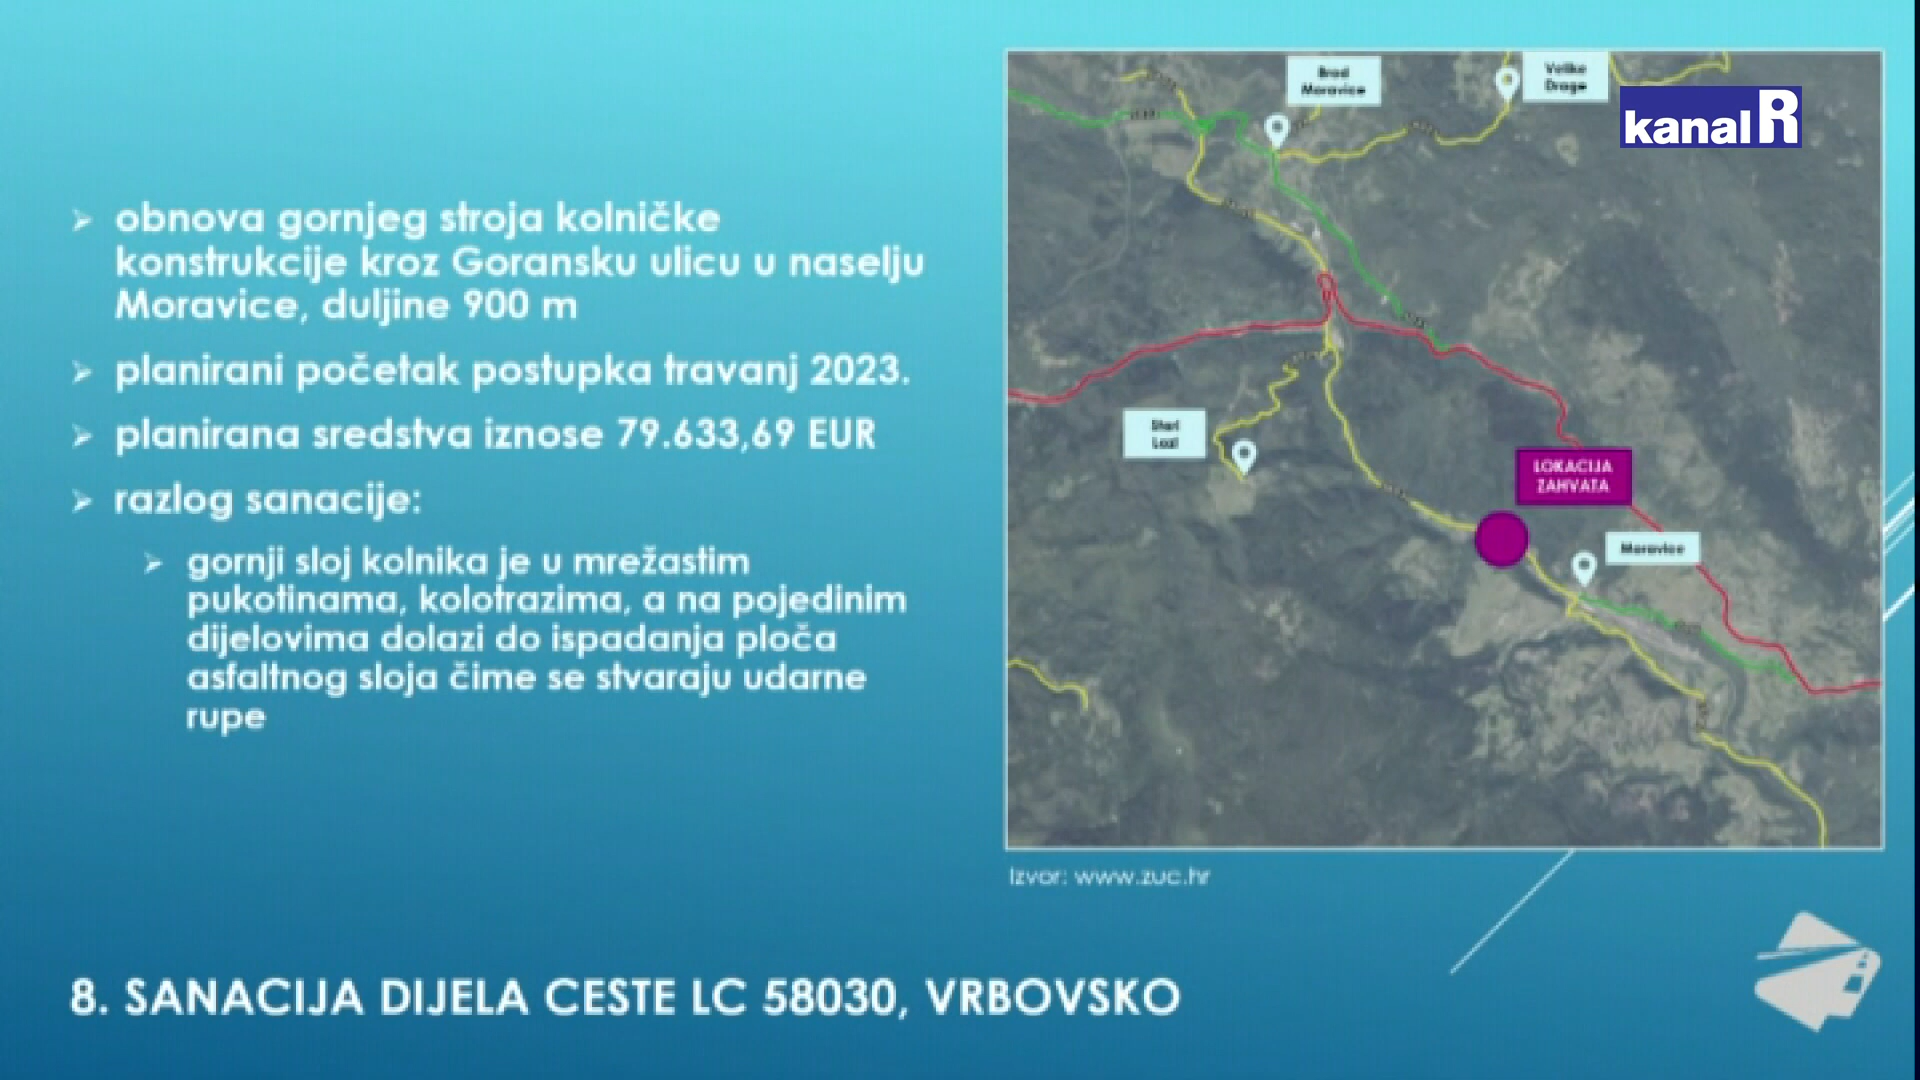 kanal R
obnova gornjeg stroja kolničke
konstrukcije kroz Goransku ulicu u naselju
Moravice, duljine 900 m
planirani početak postupka travanj 2023.
planirana sredstva iznose 79.633,69 EUR
razlog sanacije:
gornji sloj kolnika je u mrežastim
pukotinama, kolotrazima, a na pojedinim
dijelovima dolazi do ispadanja ploča
asfaltnog sloja čime se stvaraju udarne
rupe
Brod
Moravice
Velike
Drage
Stari
Lazi
LOKACIJA
ZAHVATA
Moravice
Izvor: www.zuc.hr
8. SANACIJA DIJELA CESTE LC 58030, VRBOVSKO